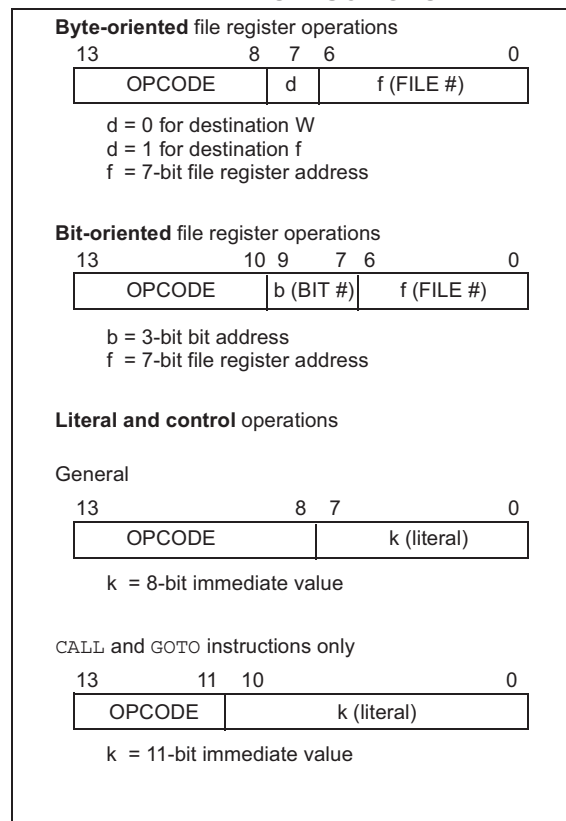 Byte-oriented file register operations
13 8 7 6 0
OPCODE d f (FILE #)
d = 0 for destination W
d = 1 for destination f
f = 7-bit file register address
Bit-oriented file register operations
13 10 9 7 6 0
OPCODE b (BIT #) f (FILE #)
b = 3-bit bit address
f = 7-bit file register address
Literal and control operations
General
13 8 7 0
OPCODE k (literal)
k = 8-bit immediate value
CALL and GOTO instructions only
13 11 10 0
OPCODE k (literal)
k = 11-bit immediate value